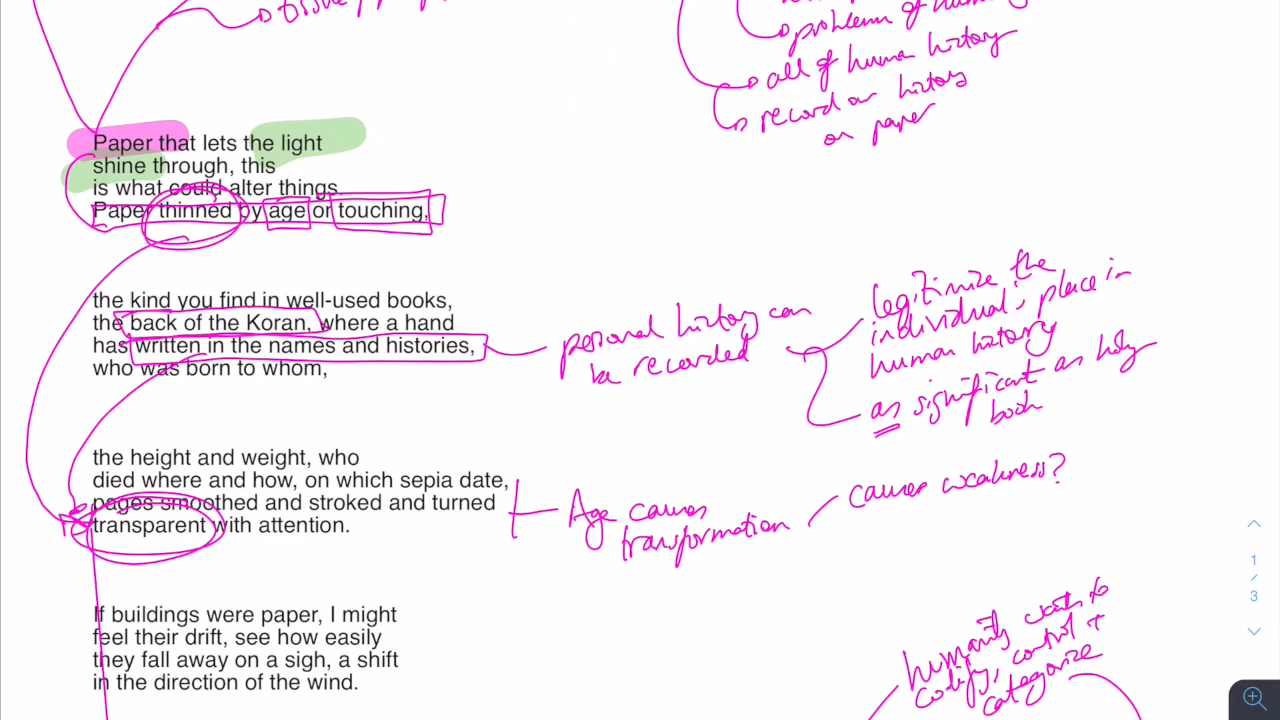 problems of humanity
all of human history
record our history
on paper
Paper that lets the light
shine through, this
is what could alter things.
Paper thinned by age or touching,
the kind you find in well-used books,
the back of the Koran, where a hand
has written in the names and histories,
who was born to whom,
personal history can
be recorded
legitimize the
individual's place in
human history
as significant as holy
book
the height and weight, who
died where and how, on which sepia date,
pages smoothed and stroked and turned
transparent with attention.
Age causes
transformation
causes weakness?
If buildings were paper, I might
feel their drift, see how easily
they fall away on a sigh, a shift
in the direction of the wind.
humanity wants to
codify, control +
categorize
1
/
3